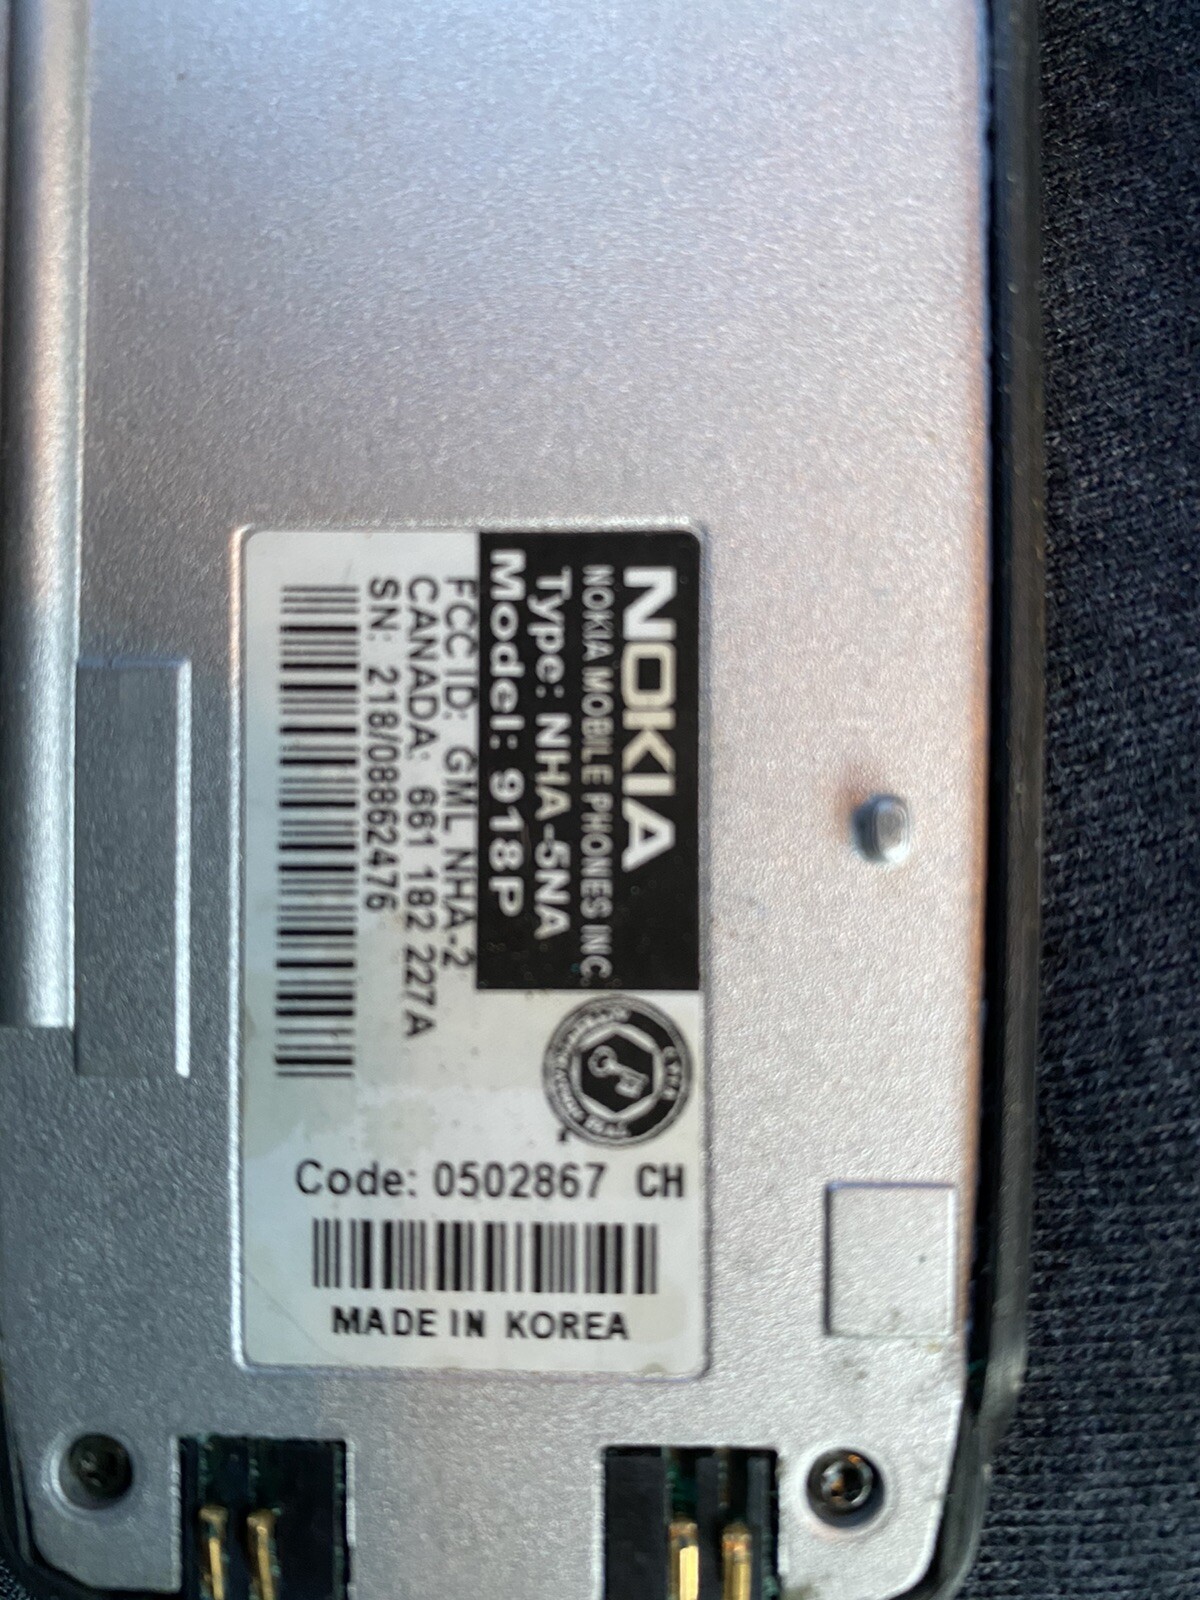 NOKIA
NOKIA MOBILE PHONES INC.
Type: NHA-5NA
Model: 918P
FCC ID: GML NHA-2
CANADA: 661 182 227A
SN: 218/08862476
Code: 0502867 CH
MADE IN KOREA